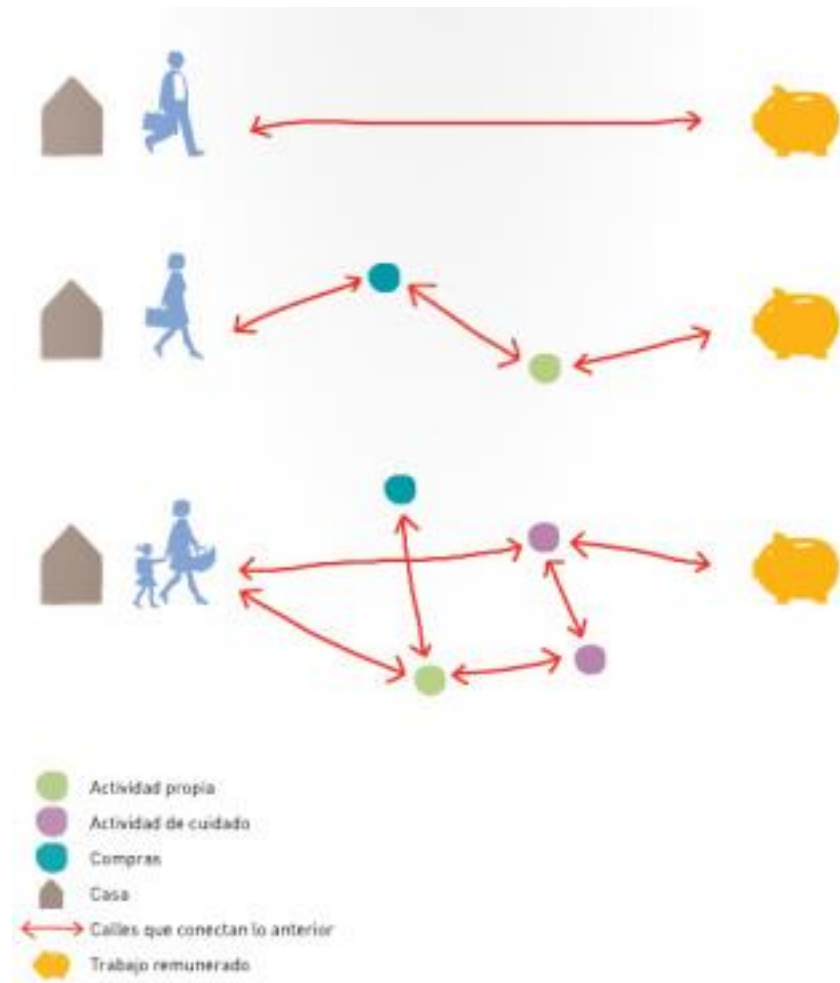 Actividad propia
Actividad de cuidado
Compras
Casa
Calles que conectan lo anterior
Trabajo remunerado